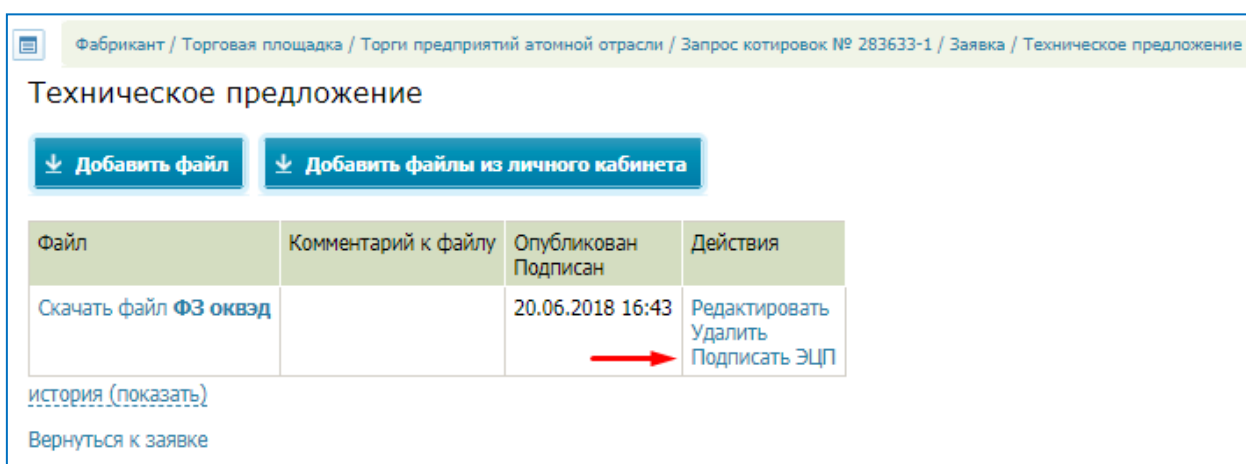 Фабрикант / Торговая площадка / Торги предприятий атомной отрасли / Запрос котировок № 283633-1 / Заявка / Техническое предложение
Техническое предложение
Добавить файл
Добавить файлы из личного кабинета
Файл
Комментарий к файлу
Опубликован
Подписан
Действия
Скачать файл ФЗ оквэд
20.06.2018 16:43
Редактировать
Удалить
Подписать ЭЦП
история (показать)
Вернуться к заявке